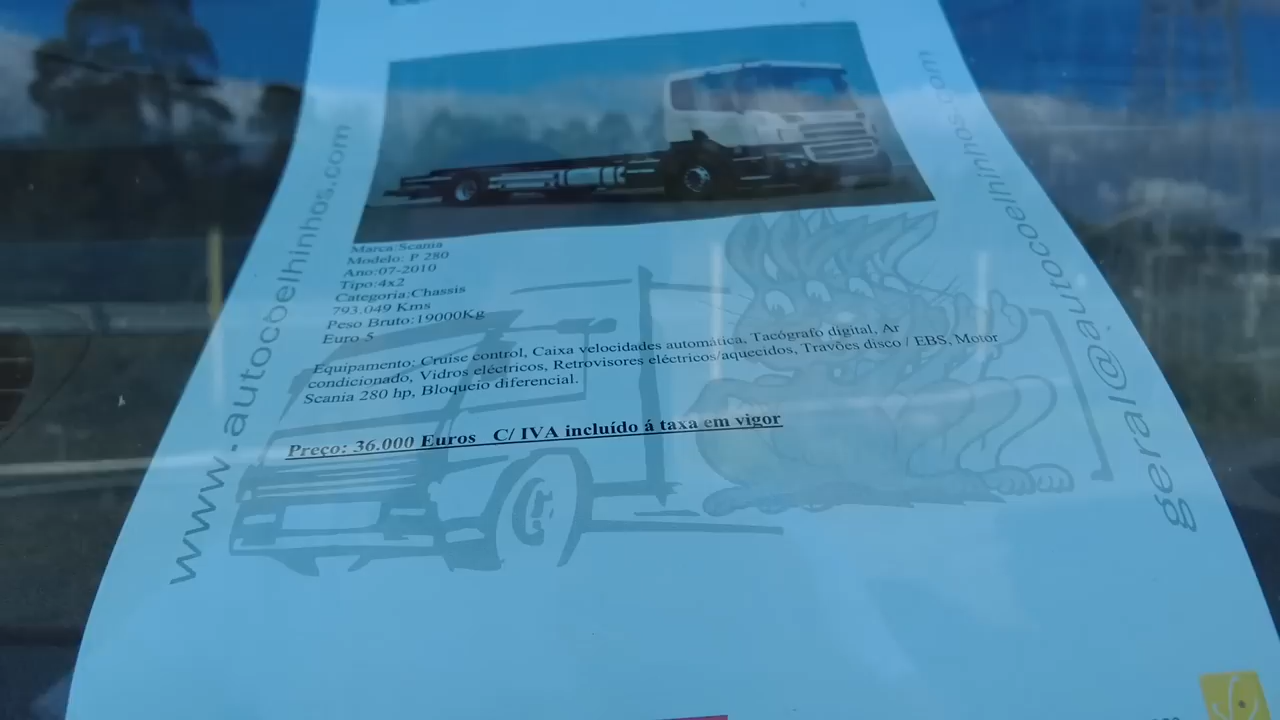 Marca:Scania
Modelo: P 280
Ano:07-2010
Tipo:4x2
Categoria:Chassis
793.049 Kms
Peso Bruto:19000Kg
Euro 5
Equipamento: Cruise control, Caixa velocidades automática, Tacógrafo digital, Ar
condicionado, Vidros eléctricos, Retrovisores eléctricos/aquecidos, Travões disco / EBS, Motor
Scania 280 hp, Bloqueio diferencial.
Preço: 36.000 Euros C/ IVA incluído á taxa em vigor
www.autocoelhinhos.com
geral@autocoelhinhos.com